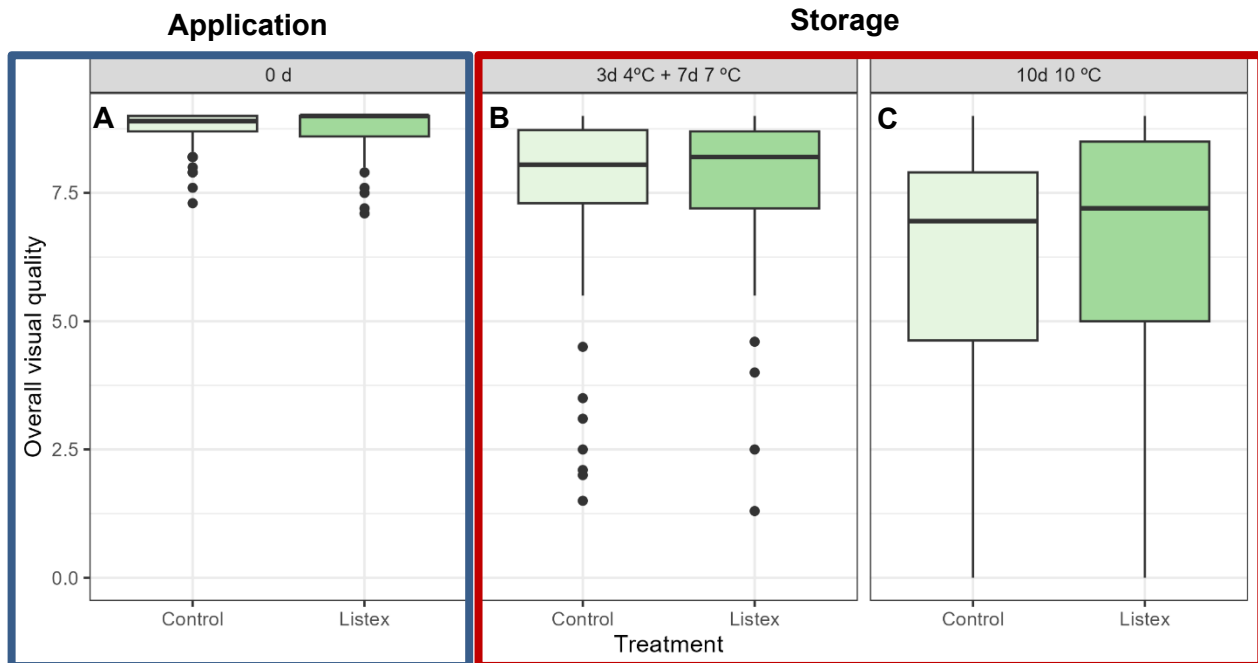 Application
Storage
0 d
3d 4ºC + 7d 7 ºC
10d 10 ºC
A
B
C
Overall visual quality
7.5
5.0
2.5
0.0
Control
Listex
Control
Listex
Control
Listex
Treatment